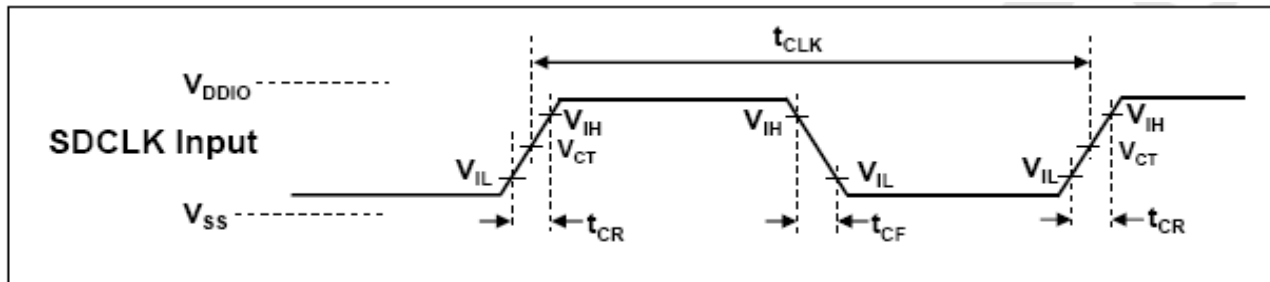 tCLK
VDDIO
SDCLK Input
VIH VIH VIH
VCT VCT
VIL VIL VIL
VSS
tCR tCF tCR